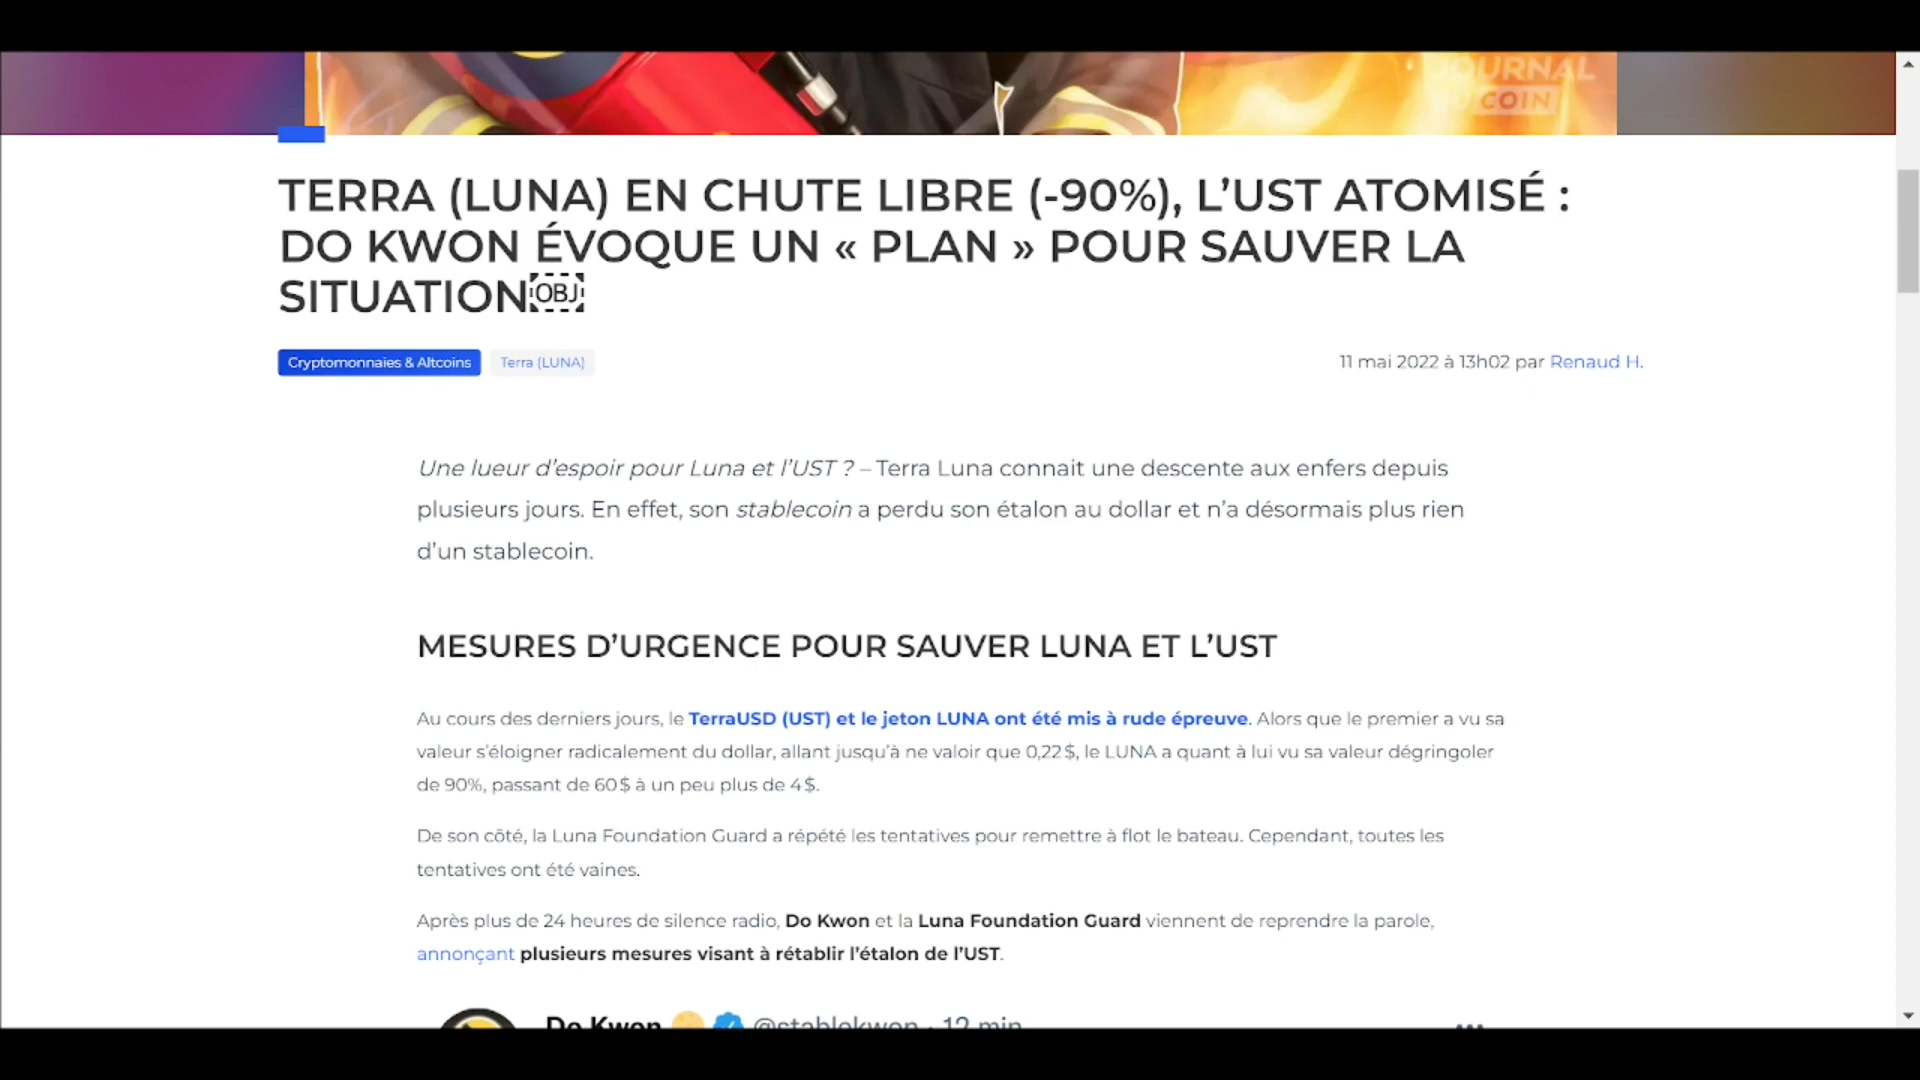 JOURNAL
COIN
TERRA (LUNA) EN CHUTE LIBRE (-90%), L’UST ATOMISÉ :
DO KWON ÉVOQUE UN « PLAN » POUR SAUVER LA
SITUATION￼
Cryptomonnaies & Altcoins
Terra (LUNA)
11 mai 2022 à 13h02 par Renaud H.
Une lueur d’espoir pour Luna et l’UST ? – Terra Luna connait une descente aux enfers depuis
plusieurs jours. En effet, son stablecoin a perdu son étalon au dollar et n’a désormais plus rien
d’un stablecoin.
MESURES D’URGENCE POUR SAUVER LUNA ET L’UST
Au cours des derniers jours, le TerraUSD (UST) et le jeton LUNA ont été mis à rude épreuve. Alors que le premier a vu sa
valeur s’éloigner radicalement du dollar, allant jusqu’à ne valoir que 0,22$, le LUNA a quant à lui vu sa valeur dégringoler
de 90%, passant de 60$ à un peu plus de 4$.
De son côté, la Luna Foundation Guard a répété les tentatives pour remettre à flot le bateau. Cependant, toutes les
tentatives ont été vaines.
Après plus de 24 heures de silence radio, Do Kwon et la Luna Foundation Guard viennent de reprendre la parole,
annonçant plusieurs mesures visant à rétablir l’étalon de l’UST.
Do Kwon @stablekwon · 12 min